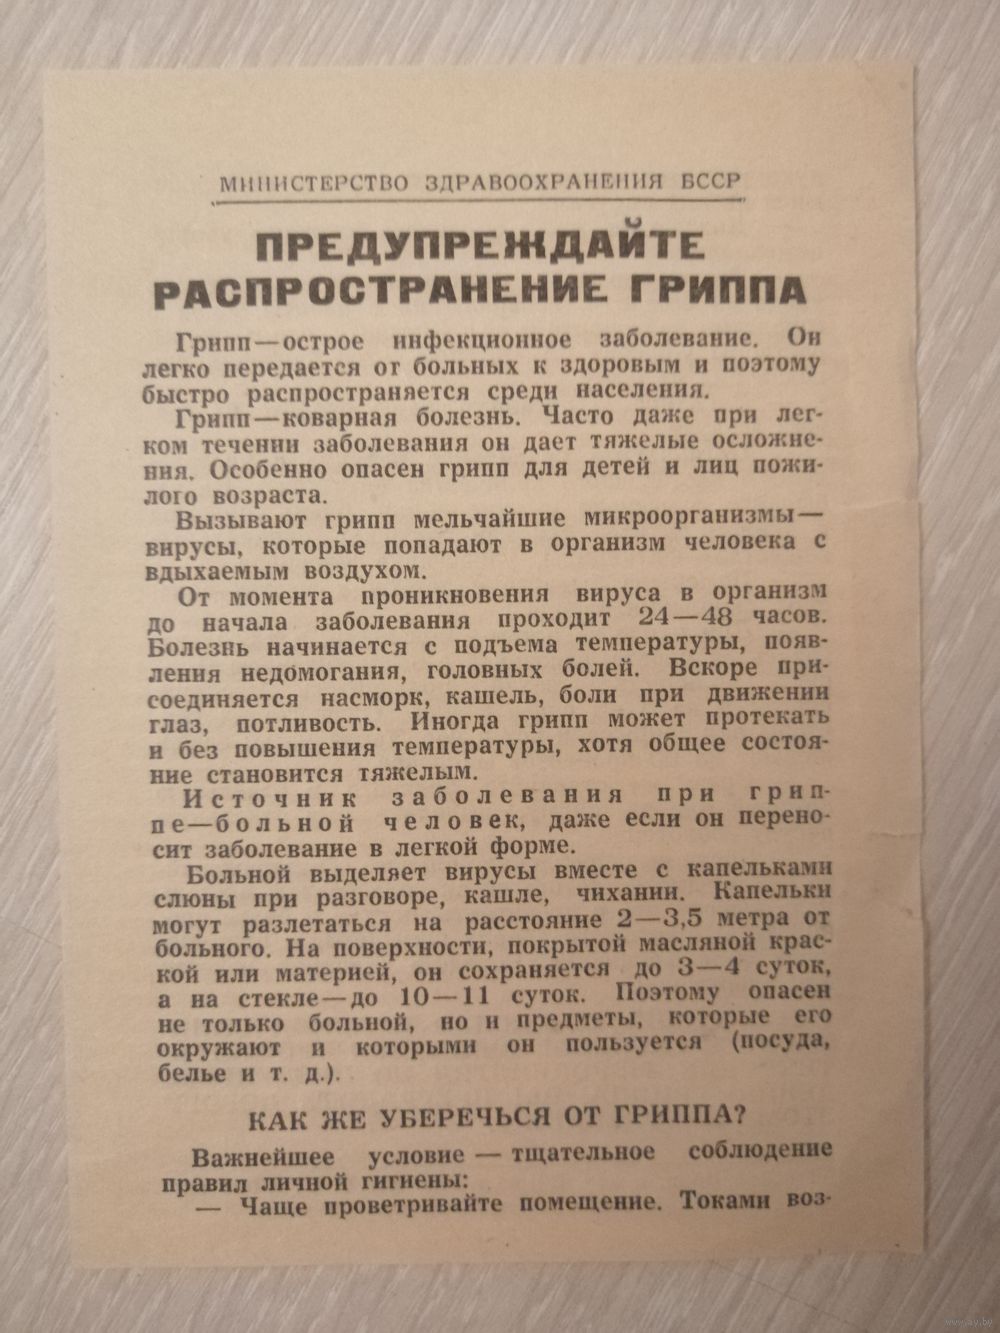 МИНИСТЕРСТВО ЗДРАВООХРАНЕНИЯ БССР
ПРЕДУПРЕЖДАЙТЕ
РАСПРОСТРАНЕНИЕ ГРИППА
Грипп—острое инфекционное заболевание. Он
легко передается от больных к здоровым и поэтому
быстро распространяется среди населения.
Грипп—коварная болезнь. Часто даже при лег-
ком течении заболевания он дает тяжелые осложне-
ния. Особенно опасен грипп для детей и лиц пожи-
лого возраста.
Вызывают грипп мельчайшие микроорганизмы—
вирусы, которые попадают в организм человека с
вдыхаемым воздухом.
От момента проникновения вируса в организм
до начала заболевания проходит 24—48 часов.
Болезнь начинается с подъема температуры, появ-
ления недомогания, головных болей. Вскоре при-
соединяется насморк, кашель, боли при движении
глаз, потливость. Иногда грипп может протекать
и без повышения температуры, хотя общее состоя-
ние становится тяжелым.
Источник заболевания при грип-
пе—больной человек, даже если он перено-
сит заболевание в легкой форме.
Больной выделяет вирусы вместе с капельками
слюны при разговоре, кашле, чихании. Капельки
могут разлетаться на расстояние 2—3,5 метра от
больного. На поверхности, покрытой масляной крас-
кой или материей, он сохраняется до 3—4 суток,
а на стекле—до 10—11 суток. Поэтому опасен
не только больной, но и предметы, которые его
окружают и которыми он пользуется (посуда,
белье и т. д.).
КАК ЖЕ УБЕРЕЧЬСЯ ОТ ГРИППА?
Важнейшее условие — тщательное соблюдение
правил личной гигиены:
— Чаще проветривайте помещение. Токами воз-
www.ay.by